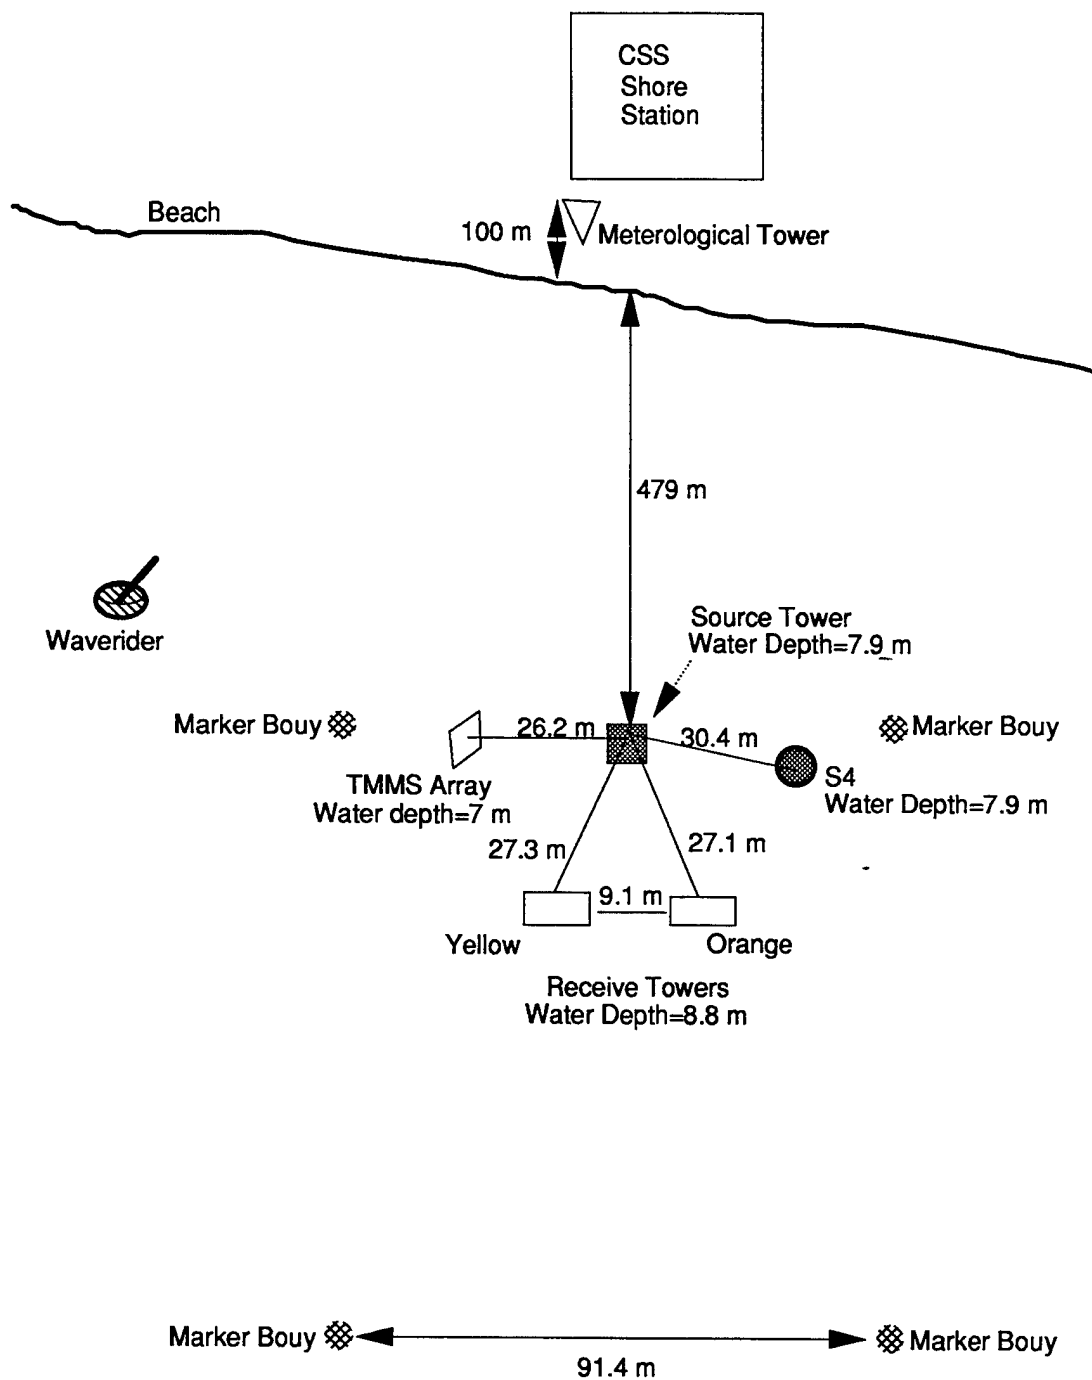 CSS
Shore
Station
Beach
100 m
Meterological Tower
479 m
Waverider
Source Tower
Water Depth=7.9 m
Marker Bouy
26.2 m
30.4 m
Marker Bouy
TMMS Array
Water depth=7 m
S4
Water Depth=7.9 m
27.3 m
27.1 m
9.1 m
Yellow
Orange
Receive Towers
Water Depth=8.8 m
Marker Bouy
Marker Bouy
91.4 m